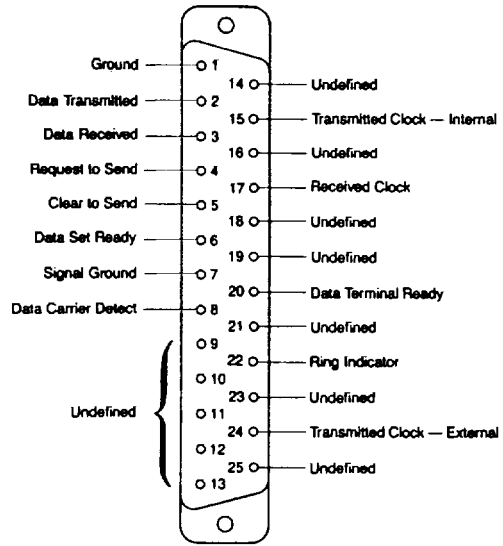 Ground 1
14 Undefined
Data Transmitted 2
15 Transmitted Clock — Internal
Data Received 3
16 Undefined
Request to Send 4
17 Received Clock
Clear to Send 5
18 Undefined
Data Set Ready 6
19 Undefined
Signal Ground 7
20 Data Terminal Ready
Data Carrier Detect 8
21 Undefined
9
22 Ring Indicator
10
23 Undefined
Undefined 11
24 Transmitted Clock — External
12
25 Undefined
13